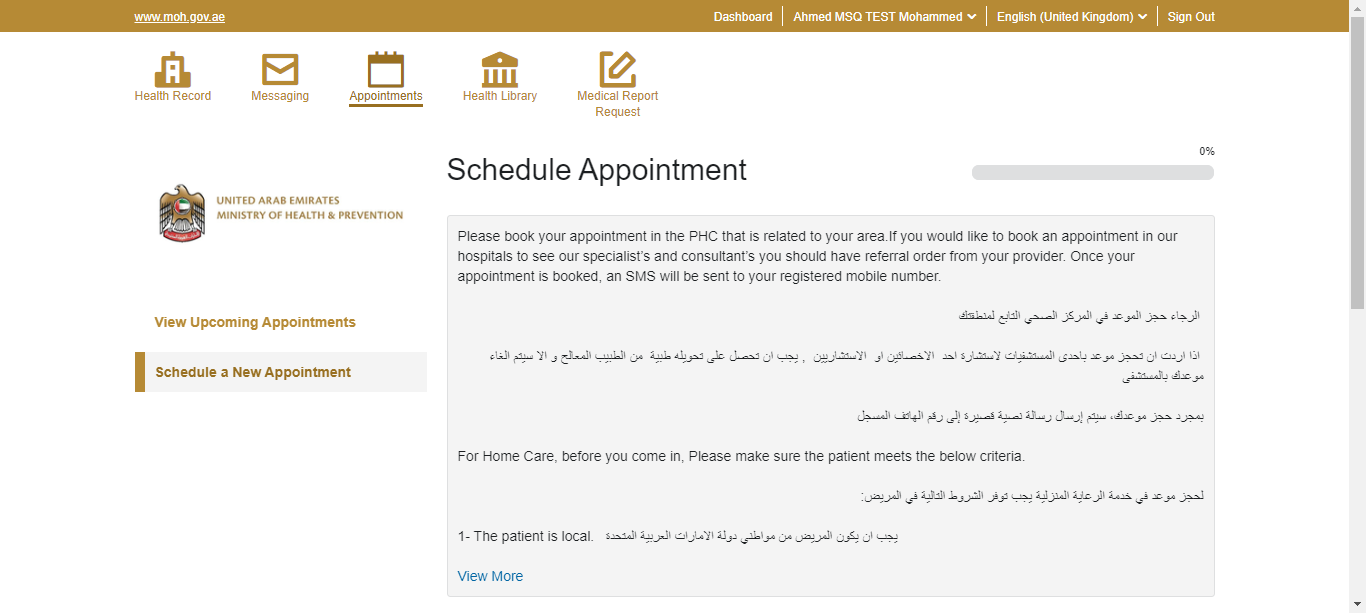 www.moh.gov.ae
Dashboard
Ahmed MSQ TEST Mohammed
English (United Kingdom)
Sign Out
Health Record
Messaging
Appointments
Health Library
Medical Report
Request
UNITED ARAB EMIRATES
MINISTRY OF HEALTH & PREVENTION
View Upcoming Appointments
Schedule a New Appointment
Schedule Appointment
0%
Please book your appointment in the PHC that is related to your area.If you would like to book an appointment in our
hospitals to see our specialist's and consultant's you should have referral order from your provider. Once your
appointment is booked, an SMS will be sent to your registered mobile number.
الرجاء حجز الموعد في المركز الصحي التابع لمنطقتك
اذا اردت ان تحجز موعد باحدى المستشفيات لاستشارة احد الاخصائين او الاستشاريين , يجب ان تحصل على تحويله طبية من الطبيب المعالج و الا سيتم الغاء
موعدك بالمستشفى
بمجرد حجز موعدك، سيتم إرسال رسالة نصية قصيرة إلى رقم الهاتف المسجل
For Home Care, before you come in, Please make sure the patient meets the below criteria.
لحجز موعد في خدمة الرعاية المنزلية يجب توفر الشروط التالية في المريض:
1- The patient is local. يجب ان يكون المريض من مواطني دولة الامارات العربية المتحدة
View More